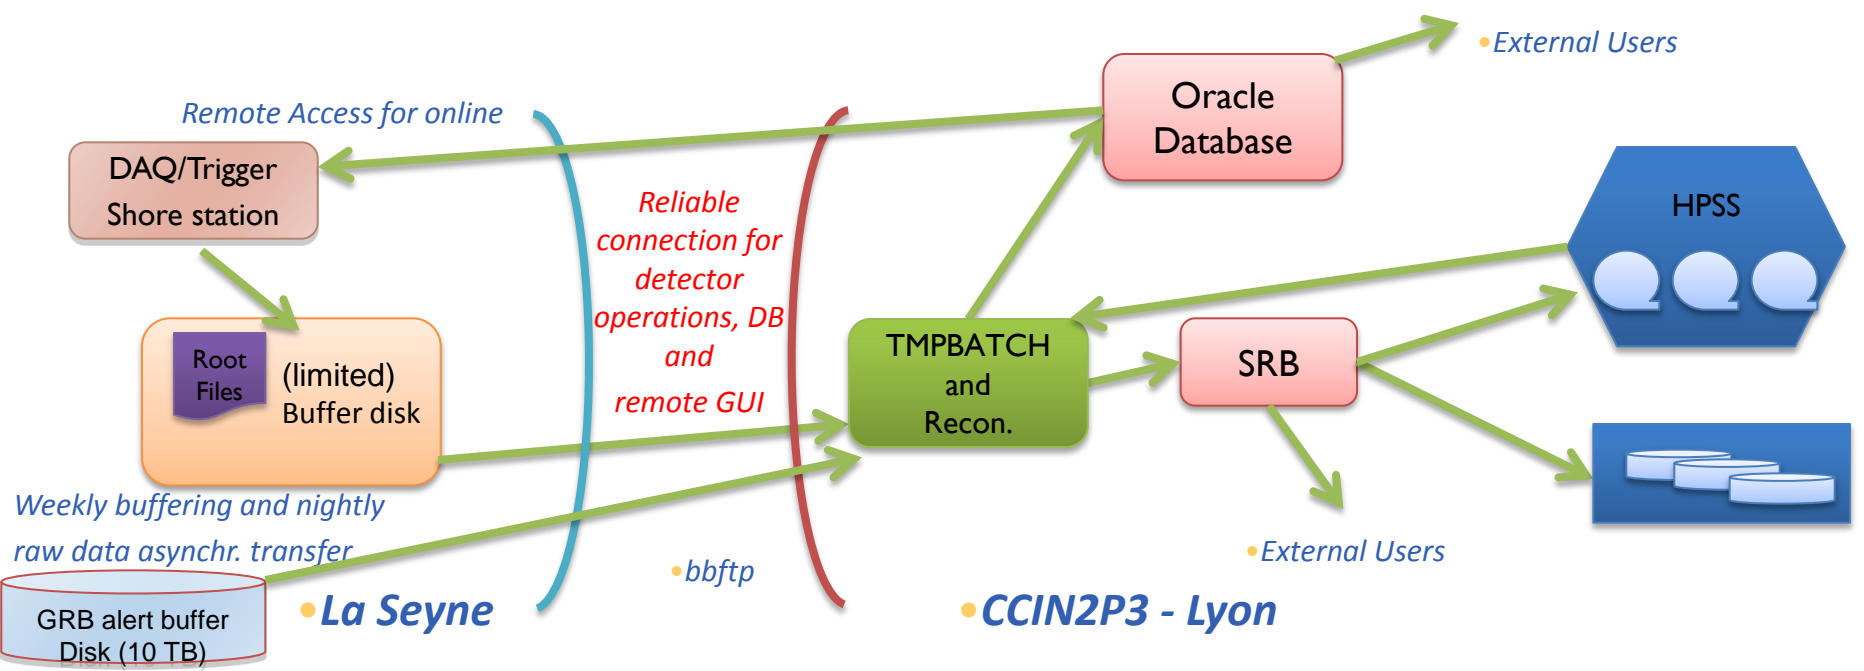 •External Users
Oracle
Database
Remote Access for online
DAQ/Trigger
Shore station
Reliable
connection for
detector
operations, DB
and
remote GUI
HPSS
Root
Files
(limited)
Buffer disk
TMPBATCH
and
Recon.
SRB
Weekly buffering and nightly
raw data asynchr. transfer
•External Users
•bbftp
GRB alert buffer
Disk (10 TB)
•La Seyne
•CCIN2P3 - Lyon